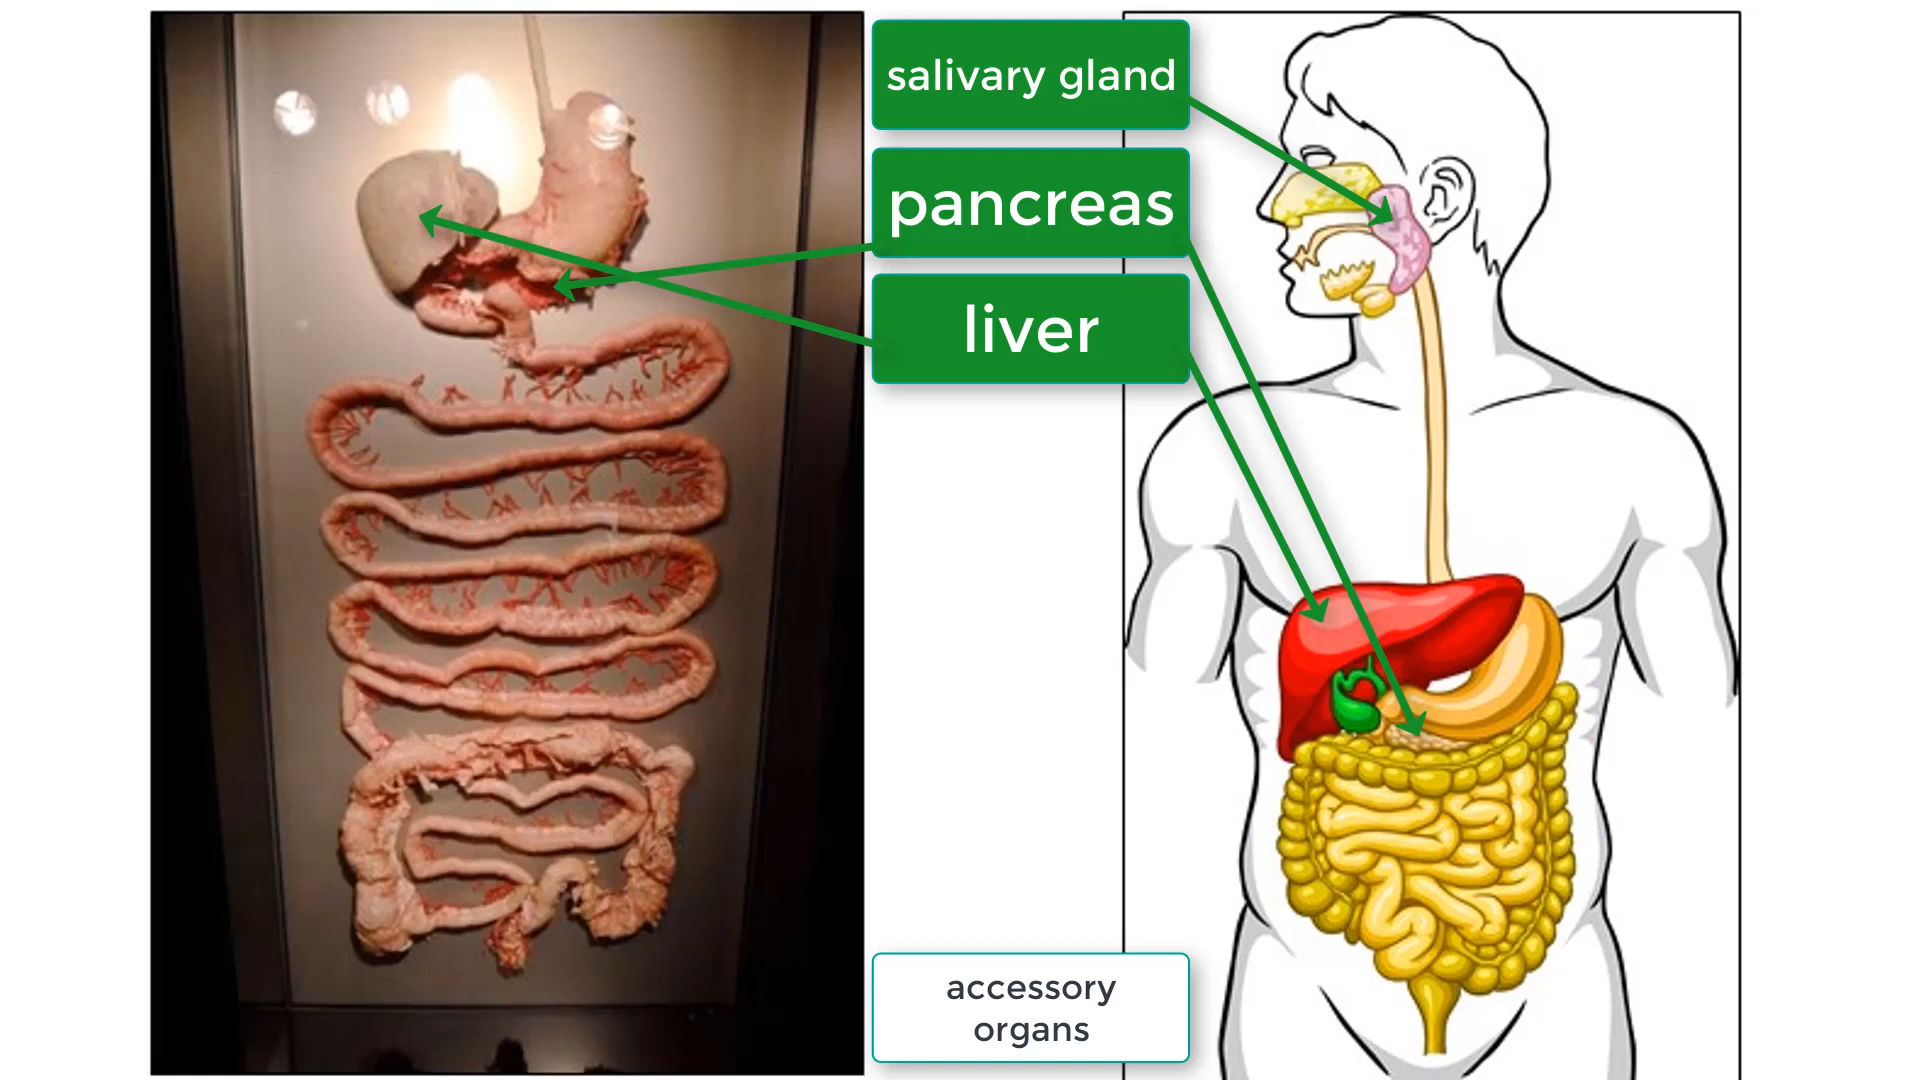 salivary gland
pancreas
liver
accessory
organs